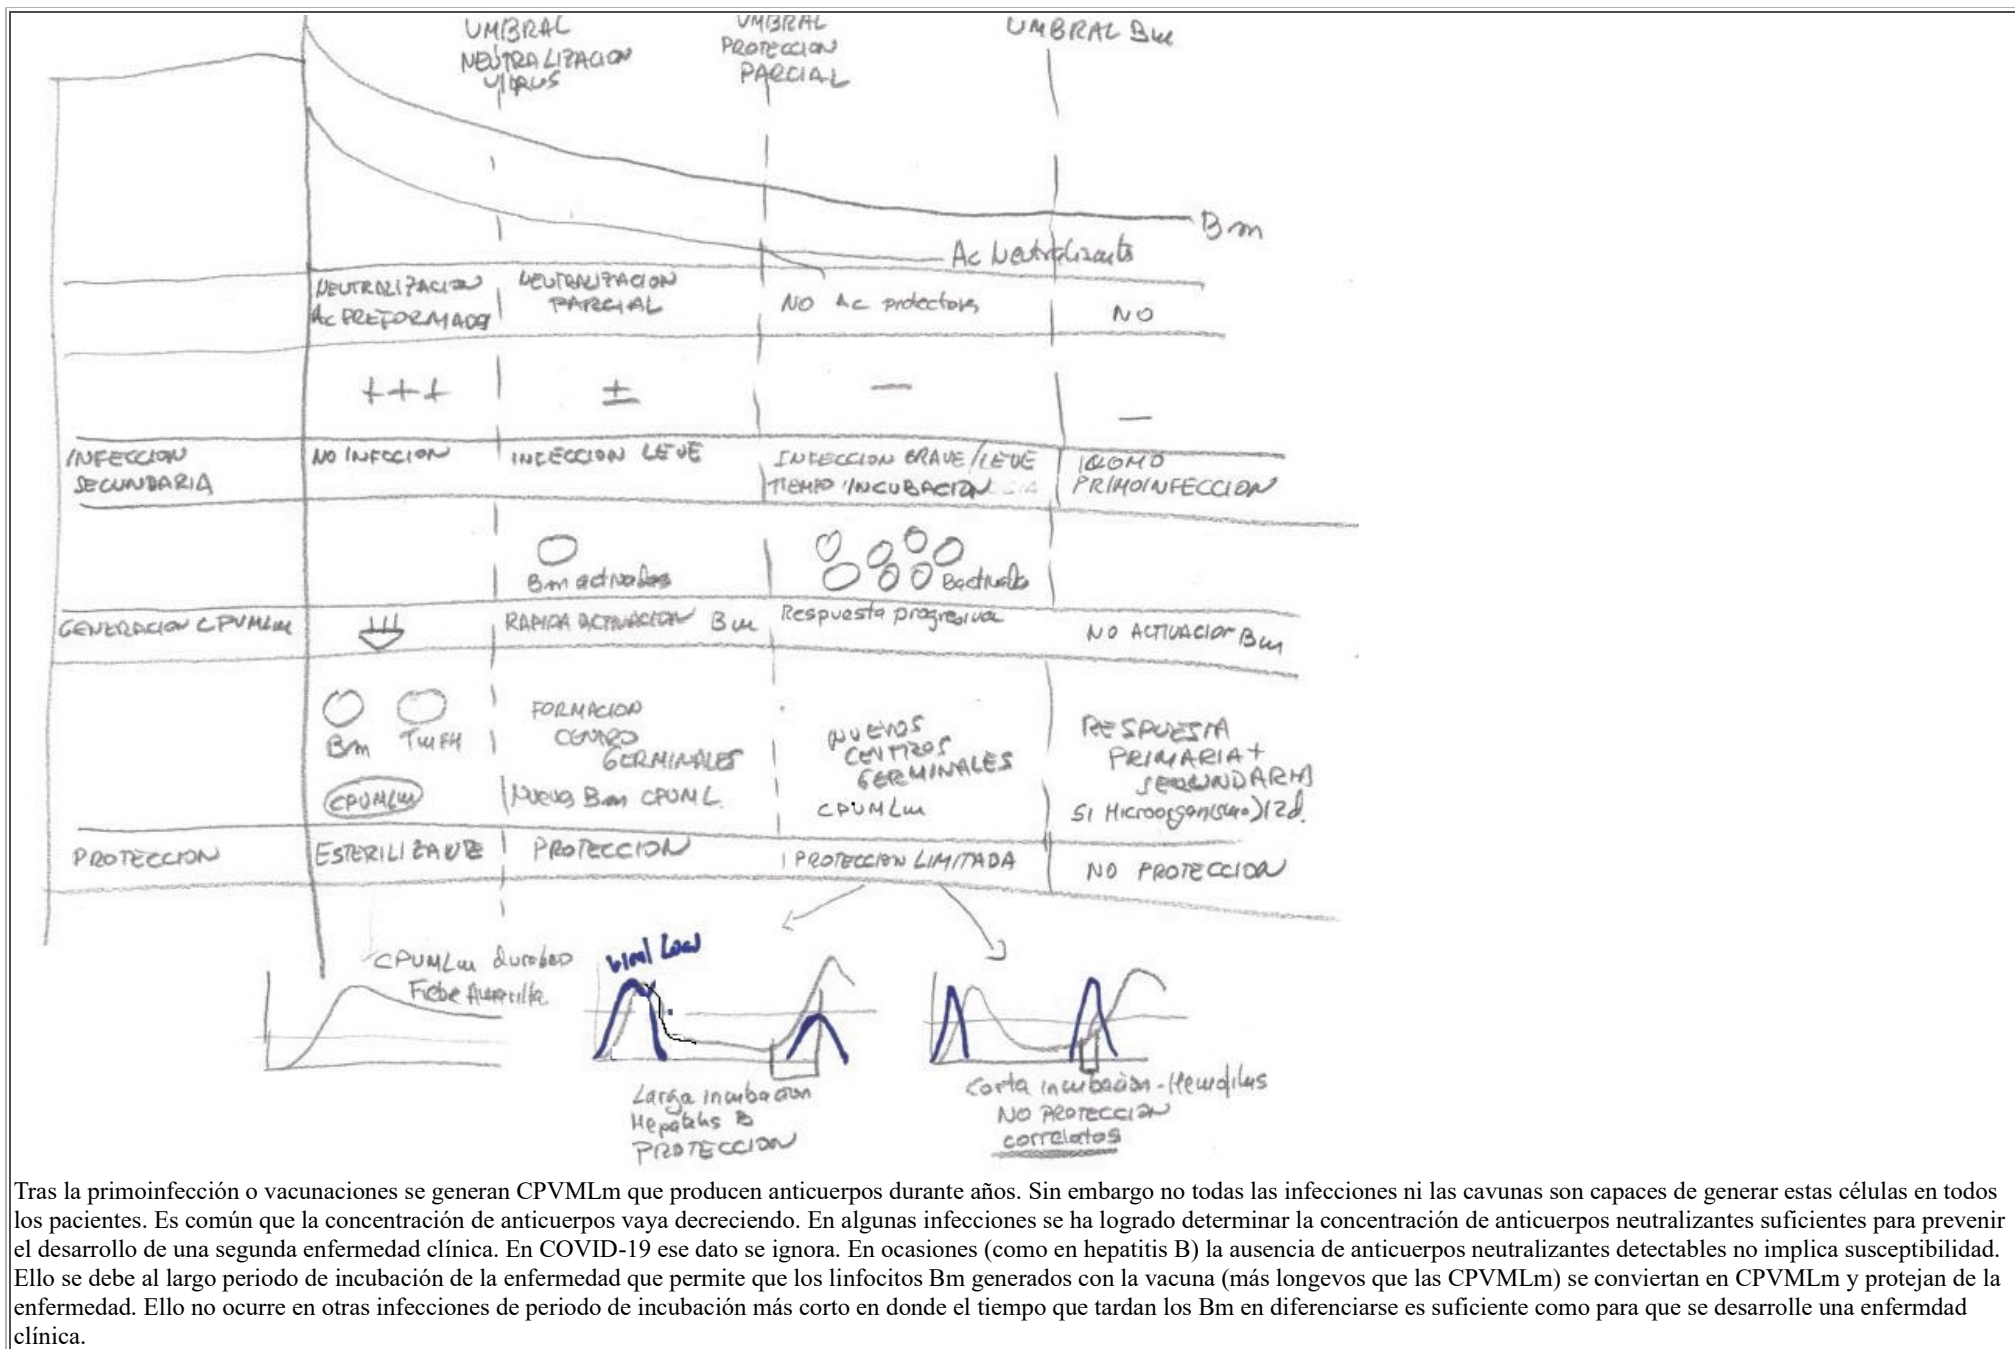 UMBRAL
NEUTRALIZACION
VIRUS
UMBRAL
PROTECCION
PARCIAL
UMBRAL Bm
Bm
Ac Neutralizante
NEUTRALIZACION
Ac PREFORMADOS
NEUTRALIZACION
PARCIAL
NO Ac protectores
NO
+++
±
—
—
INFECCION
SECUNDARIA
NO INFECCION
INFECCION LEVE
INFECCION GRAVE/LEVE
TIEMPO INCUBACION
PRIMOINFECCION
Bm activados
Bactivado
GENERACION CPVMLm
RAPIDA ACTIVACION Bm
Respuesta progresiva
NO ACTIVACION Bm
Bm
TmFH
CPVMLm
FORMACION
CENTRO
GERMINALES
Nuevos Bm CPVML
NUEVOS
CENTROS
GERMINALES
CPVMLm
RESPUESTA
PRIMARIA +
SECUNDARIA
SI Microorganismo)12d.
PROTECCION
ESTERILIZANTE
PROTECCION
PROTECCION LIMITADA
NO PROTECCION
CPVMLm
Fiebe Amarilla
Viral Load
Larga incubacion
Hepatitis B
PROTECCION
Corta incubación - Hemofilus
NO PROTECCION
correlatos
Tras la primoinfección o vacunaciones se generan CPVMLm que producen anticuerpos durante años. Sin embargo no todas las infecciones ni las cavunas son capaces de generar estas células en todos
los pacientes. Es común que la concentración de anticuerpos vaya decreciendo. En algunas infecciones se ha logrado determinar la concentración de anticuerpos neutralizantes suficientes para prevenir
el desarrollo de una segunda enfermedad clínica. En COVID-19 ese dato se ignora. En ocasiones (como en hepatitis B) la ausencia de anticuerpos neutralizantes detectables no implica susceptibilidad.
Ello se debe al largo periodo de incubación de la enfermedad que permite que los linfocitos Bm generados con la vacuna (más longevos que las CPVMLm) se conviertan en CPVMLm y protejan de la
enfermedad. Ello no ocurre en otras infecciones de periodo de incubación más corto en donde el tiempo que tardan los Bm en diferenciarse es suficiente como para que se desarrolle una enfermdad
clínica.